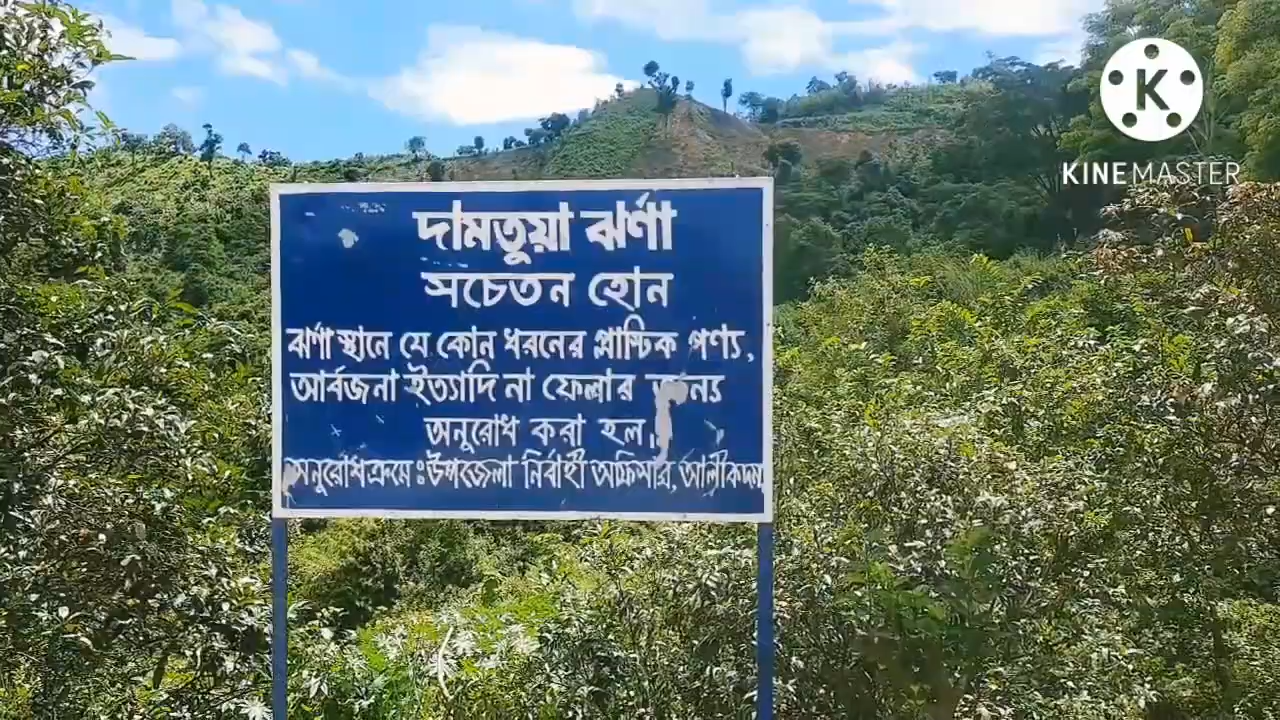 দামতুয়া ঝর্ণা
সচেতন হোন
ঝর্ণা স্থানে যে কোন ধরনের প্লাস্টিক পণ্য,
আর্বজনা ইত্যাদি না ফেলার জন্য
অনুরোধ করা হল।
অনুরোধক্রমে ঃ উপজেলা নির্বাহী অফিসার, আলীকদম
K
KINEMASTER